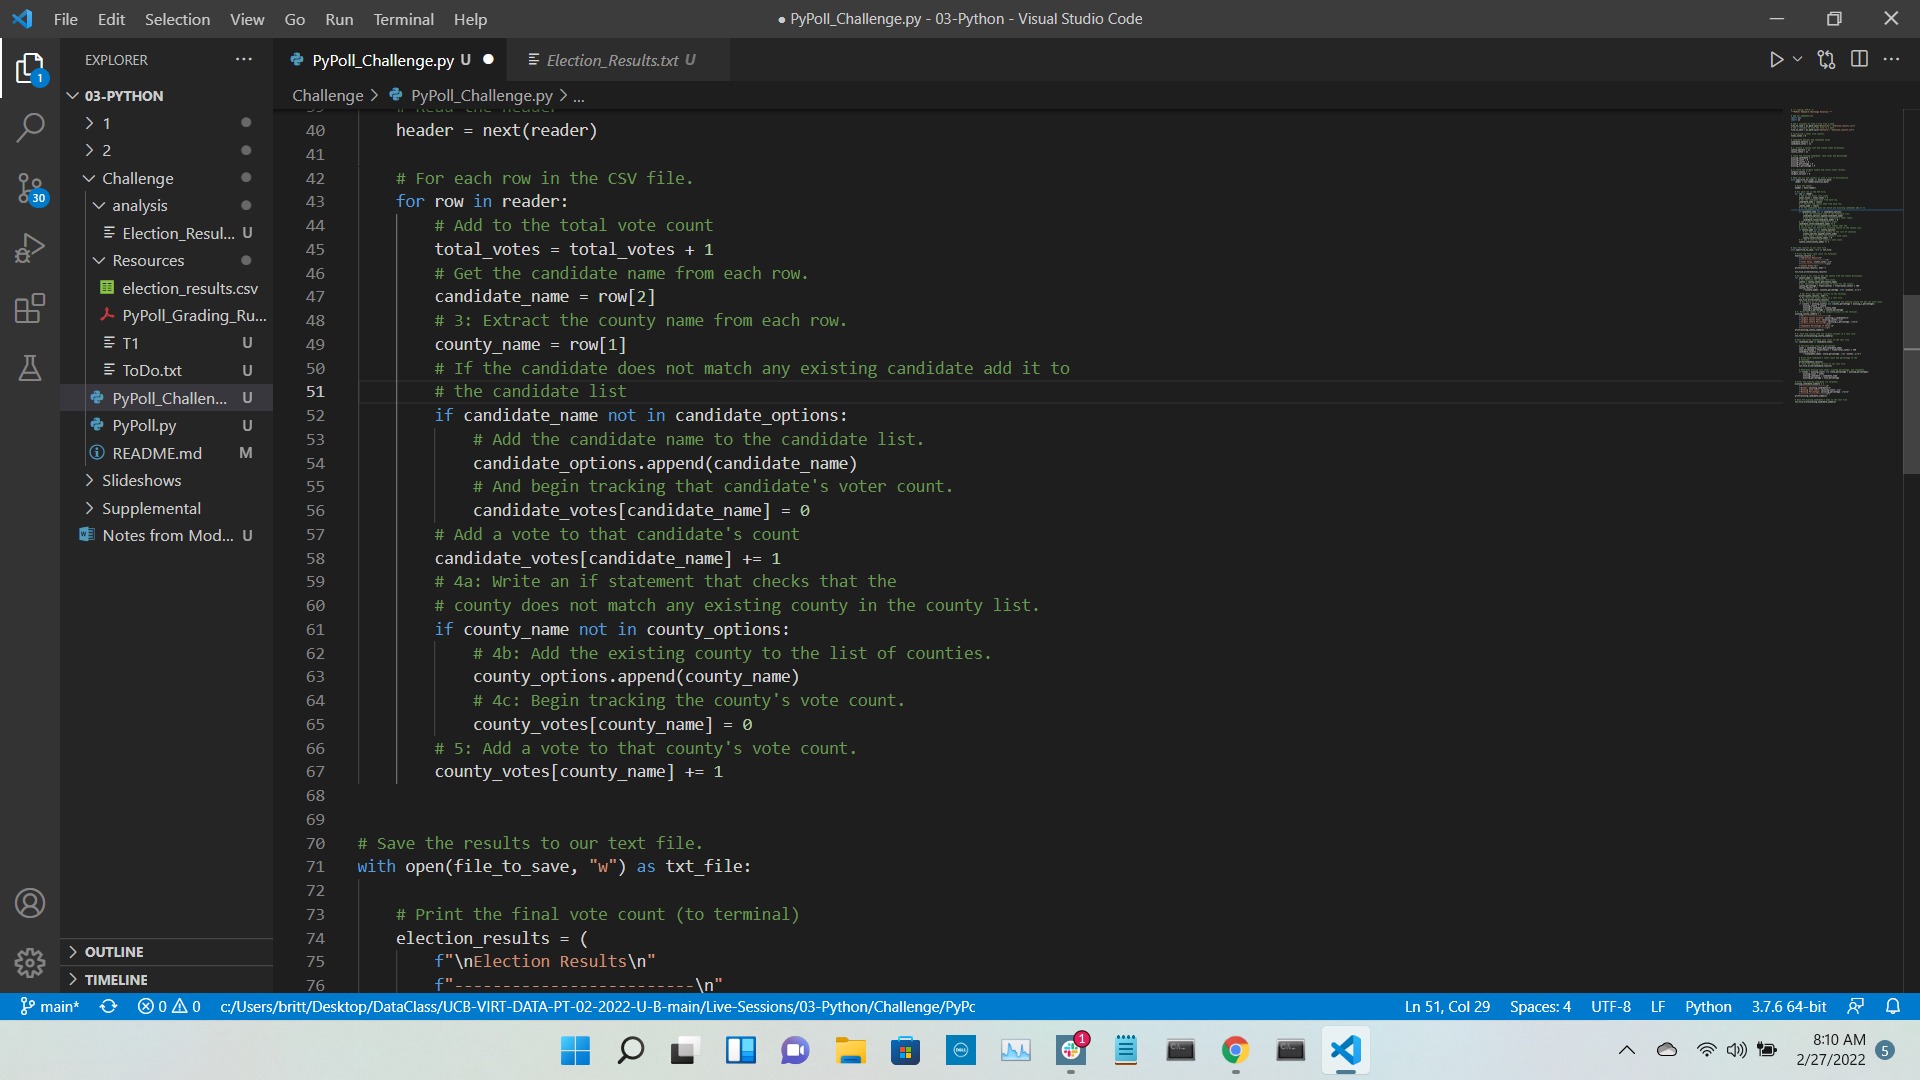 File Edit Selection View Go Run Terminal Help
● PyPoll_Challenge.py - 03-Python - Visual Studio Code
EXPLORER
PyPoll_Challenge.py U
Election_Results.txt U
1
Challenge > PyPoll_Challenge.py > ...
03-PYTHON
1
2
Challenge
analysis
Election_Resul... U
Resources
election_results.csv
PyPoll_Grading_Ru...
T1 U
ToDo.txt U
PyPoll_Challen... U
PyPoll.py U
README.md M
Slideshows
Supplemental
Notes from Mod... U
OUTLINE
TIMELINE
30
# Read the header
40 header = next(reader)
41
42 # For each row in the CSV file.
43 for row in reader:
44 # Add to the total vote count
45 total_votes = total_votes + 1
46 # Get the candidate name from each row.
47 candidate_name = row[2]
48 # 3: Extract the county name from each row.
49 county_name = row[1]
50 # If the candidate does not match any existing candidate add it to
51 # the candidate list
52 if candidate_name not in candidate_options:
53 # Add the candidate name to the candidate list.
54 candidate_options.append(candidate_name)
55 # And begin tracking that candidate's voter count.
56 candidate_votes[candidate_name] = 0
57 # Add a vote to that candidate's count
58 candidate_votes[candidate_name] += 1
59 # 4a: Write an if statement that checks that the
60 # county does not match any existing county in the county list.
61 if county_name not in county_options:
62 # 4b: Add the existing county to the list of counties.
63 county_options.append(county_name)
64 # 4c: Begin tracking the county's vote count.
65 county_votes[county_name] = 0
66 # 5: Add a vote to that county's vote count.
67 county_votes[county_name] += 1
68
69
70 # Save the results to our text file.
71 with open(file_to_save, "w") as txt_file:
72
73 # Print the final vote count (to terminal)
74 election_results = (
75 f"\nElection Results\n"
76 f"-------------------------\n"
main* 0 0 c:/Users/britt/Desktop/DataClass/UCB-VIRT-DATA-PT-02-2022-U-B-main/Live-Sessions/03-Python/Challenge/PyPc
Ln 51, Col 29 Spaces: 4 UTF-8 LF Python 3.7.6 64-bit
DELL
1
8:10 AM
2/27/2022
5